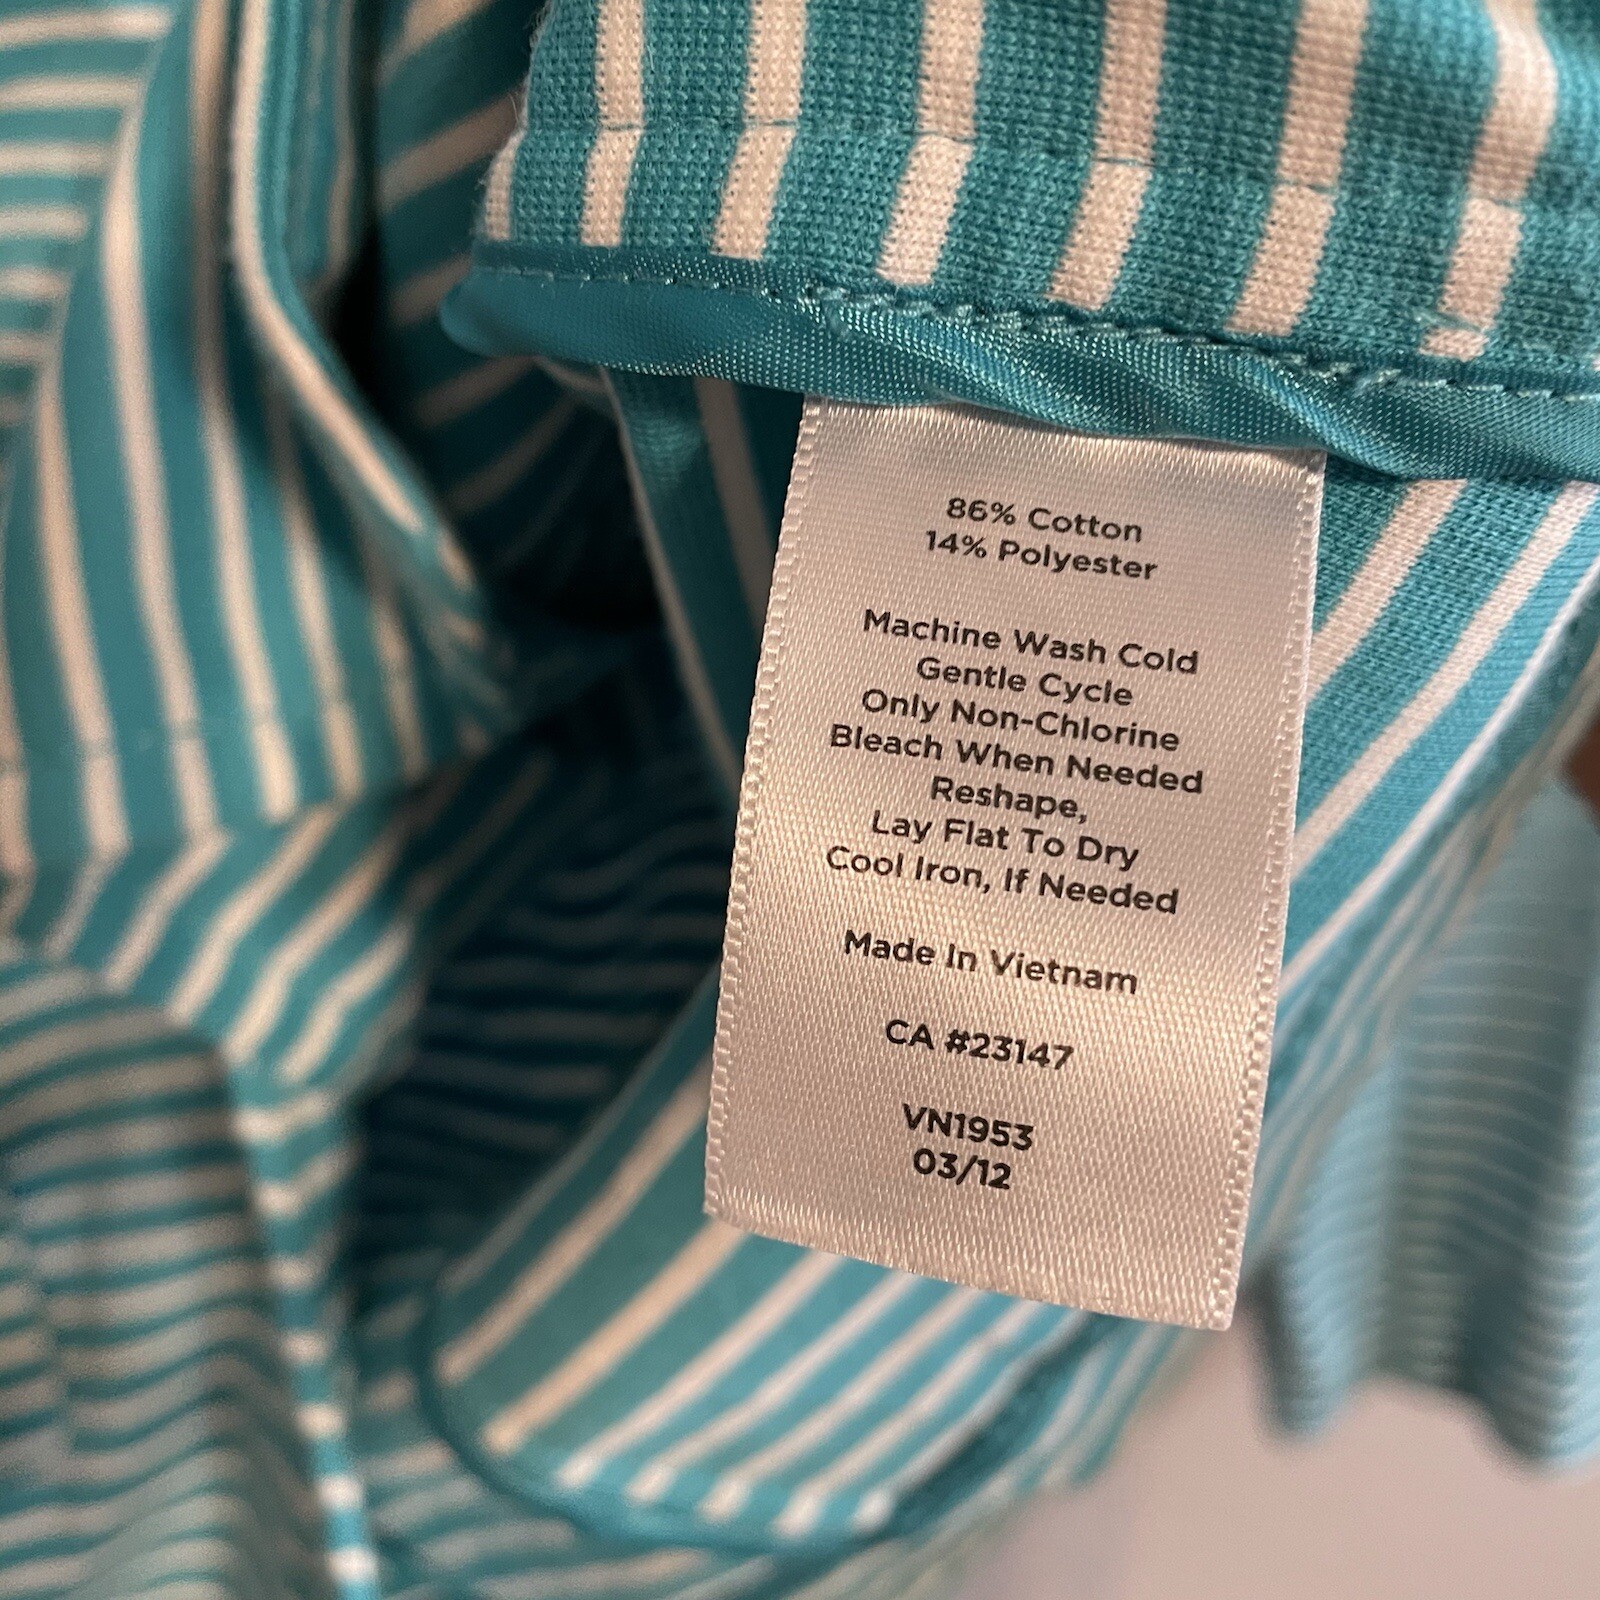 86% Cotton
14% Polyester
Machine Wash Cold
Gentle Cycle
Only Non-Chlorine
Bleach When Needed
Reshape,
Lay Flat To Dry
Cool Iron, If Needed
Made In Vietnam
CA #23147
VN1953
03/12